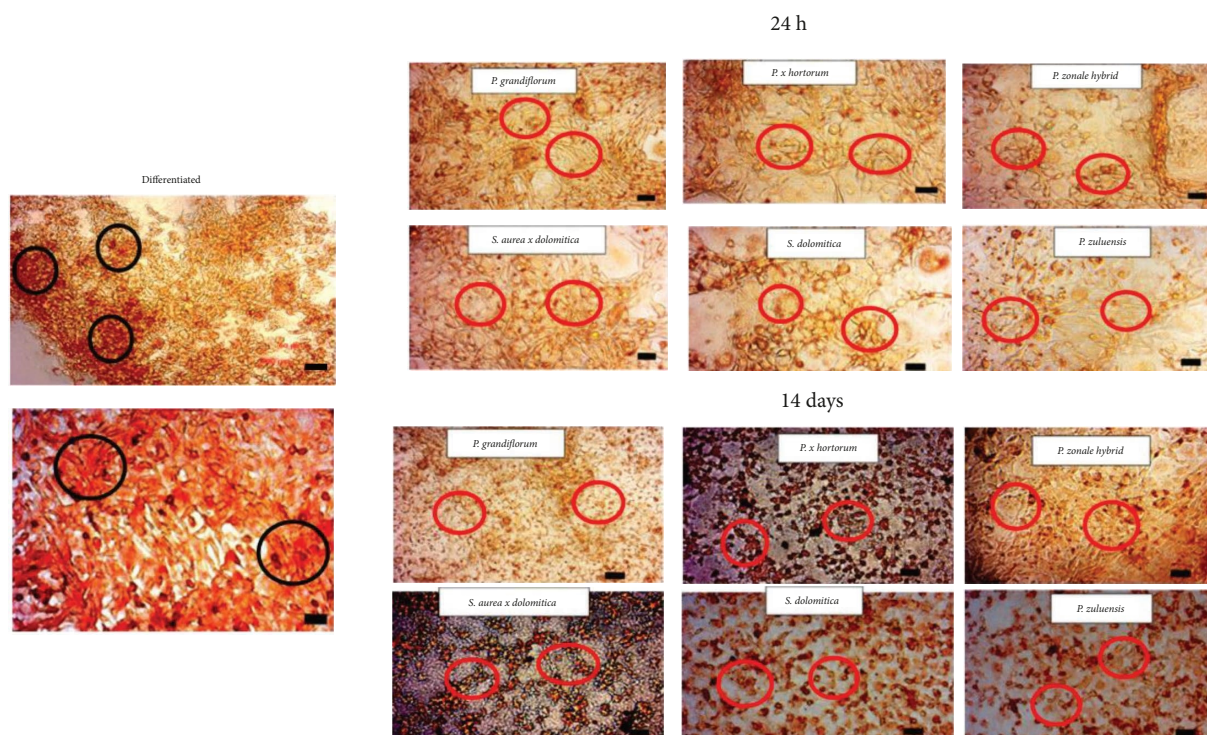 24 h
P. grandiflorum
P. x hortorum
P. zonale hybrid
Differentiated
S. aurea x dolomitica
S. dolomitica
P. zuluensis
14 days
P. grandiflorum
P. x hortorum
P. zonale hybrid
S. aurea x dolomitica
S. dolomitica
P. zuluensis